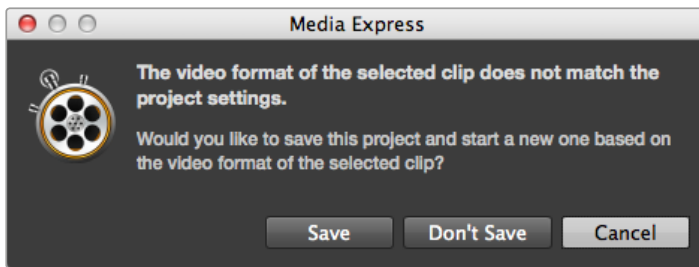 Media Express
The video format of the selected clip does not match the
project settings.
Would you like to save this project and start a new one based on
the video format of the selected clip?
Save
Don't Save
Cancel